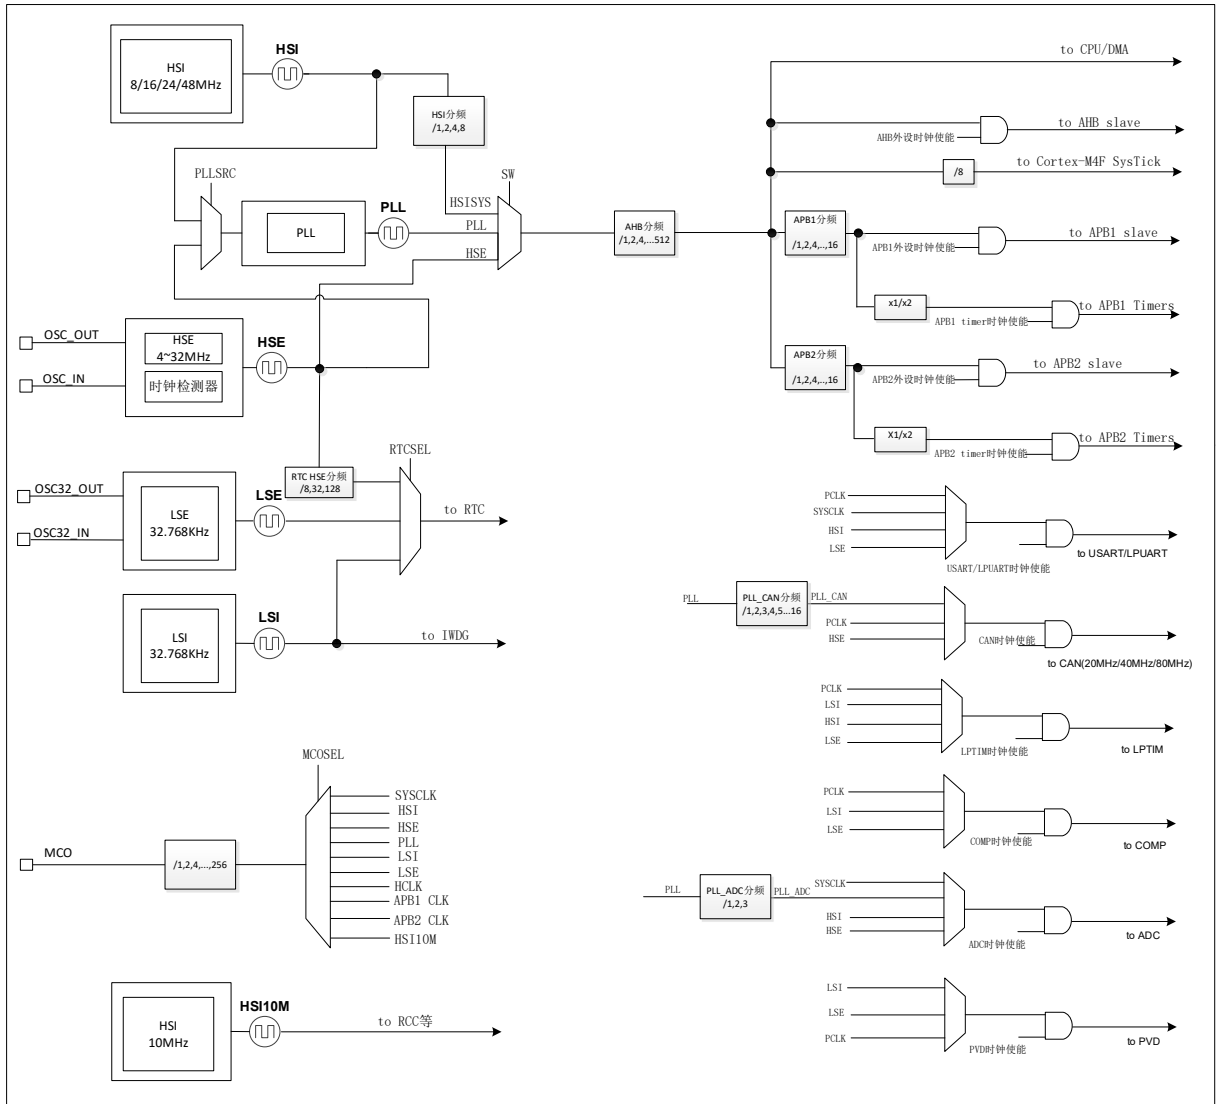 HSI
HSI
8/16/24/48MHz
HSI分频
/1,2,4,8
PLLSRC
SW
HSISYS
PLL
PLL
PLL
HSE
AHB分频
/1,2,4,...512
to CPU/DMA
AHB外设时钟使能
to AHB slave
/8
to Cortex-M4F SysTick
APB1分频
/1,2,4,..,16
APB1外设时钟使能
to APB1 slave
x1/x2
APB1 timer时钟使能
to APB1 Timers
APB2分频
/1,2,4,..,16
APB2外设时钟使能
to APB2 slave
X1/x2
APB2 timer时钟使能
to APB2 Timers
OSC_OUT
OSC_IN
HSE
4~32MHz
时钟检测器
HSE
RTC HSE分频
/8,32,128
RTCSEL
OSC32_OUT
OSC32_IN
LSE
32.768KHz
LSE
to RTC
LSI
32.768KHz
LSI
to IWDG
PCLK
SYSCLK
HSI
LSE
USART/LPUART时钟使能
to USART/LPUART
PLL
PLL_CAN分频
/1,2,3,4,5...16
PLL_CAN
PCLK
HSE
CAN时钟使能
to CAN(20MHz/40MHz/80MHz)
PCLK
LSI
HSI
LSE
LPTIM时钟使能
to LPTIM
MCOSEL
SYSCLK
HSI
HSE
PLL
LSI
LSE
HCLK
APB1 CLK
APB2 CLK
HSI10M
MCO
/1,2,4,...,256
PCLK
LSI
LSE
COMP时钟使能
to COMP
PLL
PLL_ADC分频
/1,2,3
SYSCLK
PLL_ADC
HSI
HSE
ADC时钟使能
to ADC
HSI
10MHz
HSI10M
to RCC等
LSI
LSE
PCLK
PVD时钟使能
to PVD